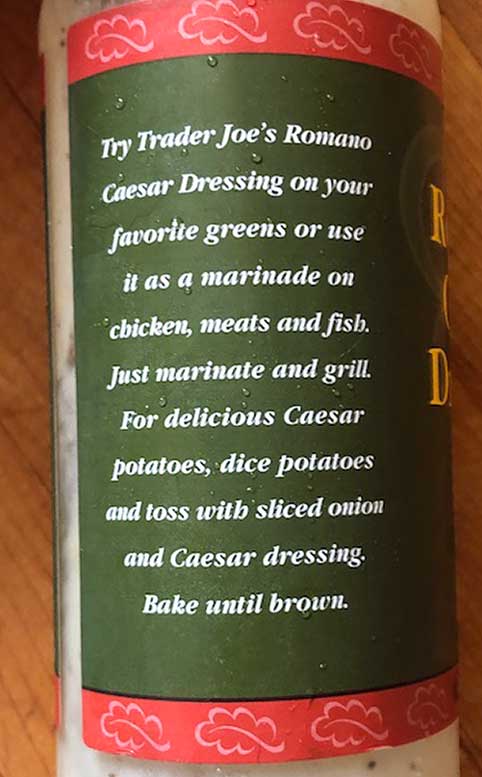 Try Trader Joe's Romano
Caesar Dressing on your
favorite greens or use
it as a marinade on
chicken, meats and fish.
Just marinate and grill.
For delicious Caesar
potatoes, dice potatoes
and toss with sliced onion
and Caesar dressing.
Bake until brown.